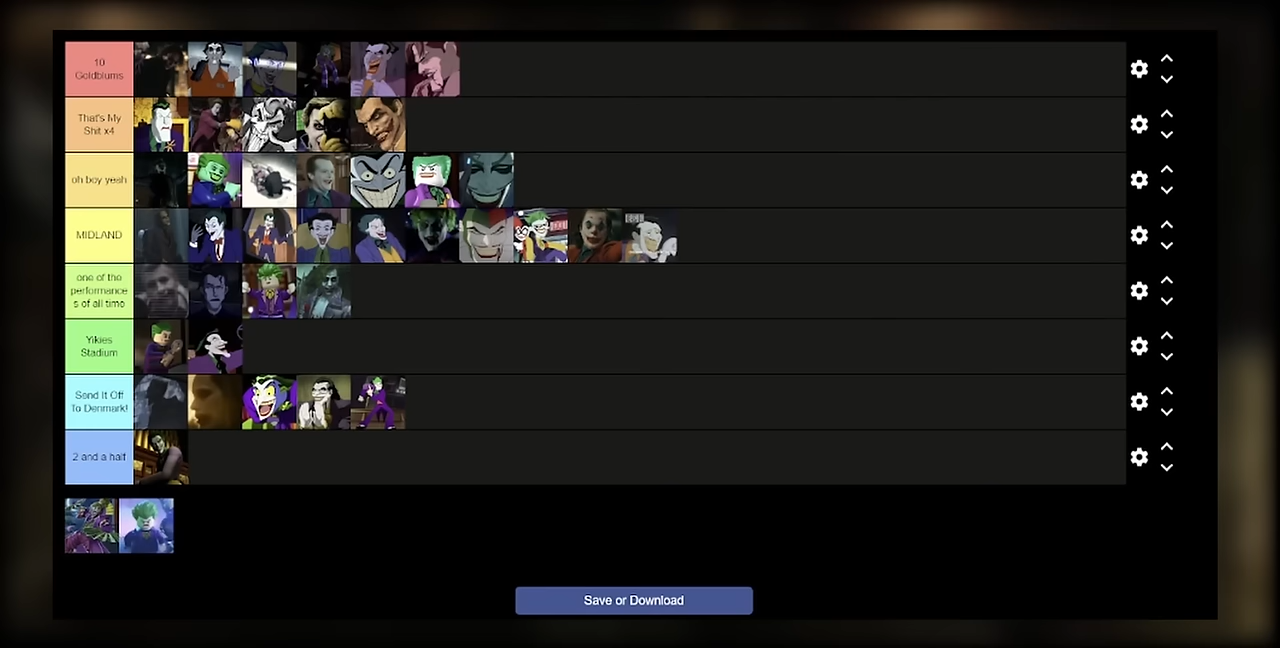 10
Goldblums
That's My
Shit x4
oh boy yeah
MIDLAND
one of the
performance
s of all time
Yikies
Stadium
Send It Off
To Denmark!
2 and a half
Save or Download